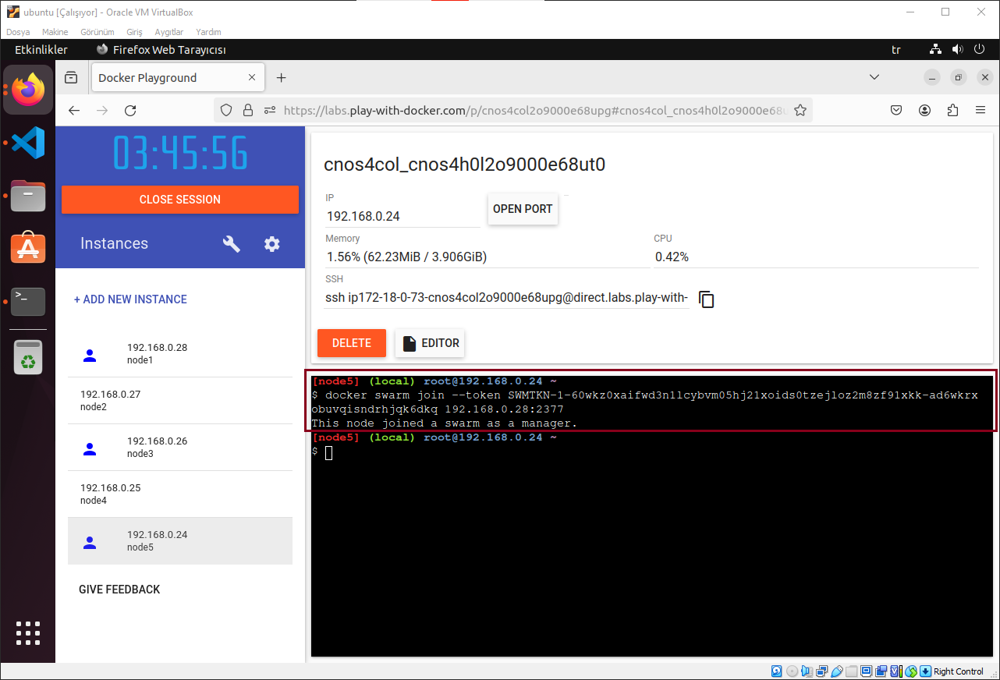 ubuntu [Çalışıyor] - Oracle VM VirtualBox
Dosya Makine Görünüm Giriş Aygıtlar Yardım
Etkinlikler Firefox Web Tarayıcısı tr
Docker Playground
https://labs.play-with-docker.com/p/cnos4col2o9000e68upg#cnos4col_cnos4h0l2o9000e68u
03:45:56
CLOSE SESSION
Instances
+ ADD NEW INSTANCE
192.168.0.28
node1
192.168.0.27
node2
192.168.0.26
node3
192.168.0.25
node4
192.168.0.24
node5
GIVE FEEDBACK
cnos4col_cnos4h0l2o9000e68ut0
IP
192.168.0.24
OPEN PORT
Memory
1.56% (62.23MiB / 3.906GiB)
CPU
0.42%
SSH
ssh ip172-18-0-73-cnos4col2o9000e68upg@direct.labs.play-with-
DELETE
EDITOR
[node5] (local) root@192.168.0.24 ~
$ docker swarm join --token SWMTKN-1-60wkz0xaifwd3n1lcybvm05hj21xoids0tzejloz2m8zf91xkk-ad6wkrx
obuvqisndrhjqk6dkq 192.168.0.28:2377
This node joined a swarm as a manager.
[node5] (local) root@192.168.0.24 ~
$
Right Control